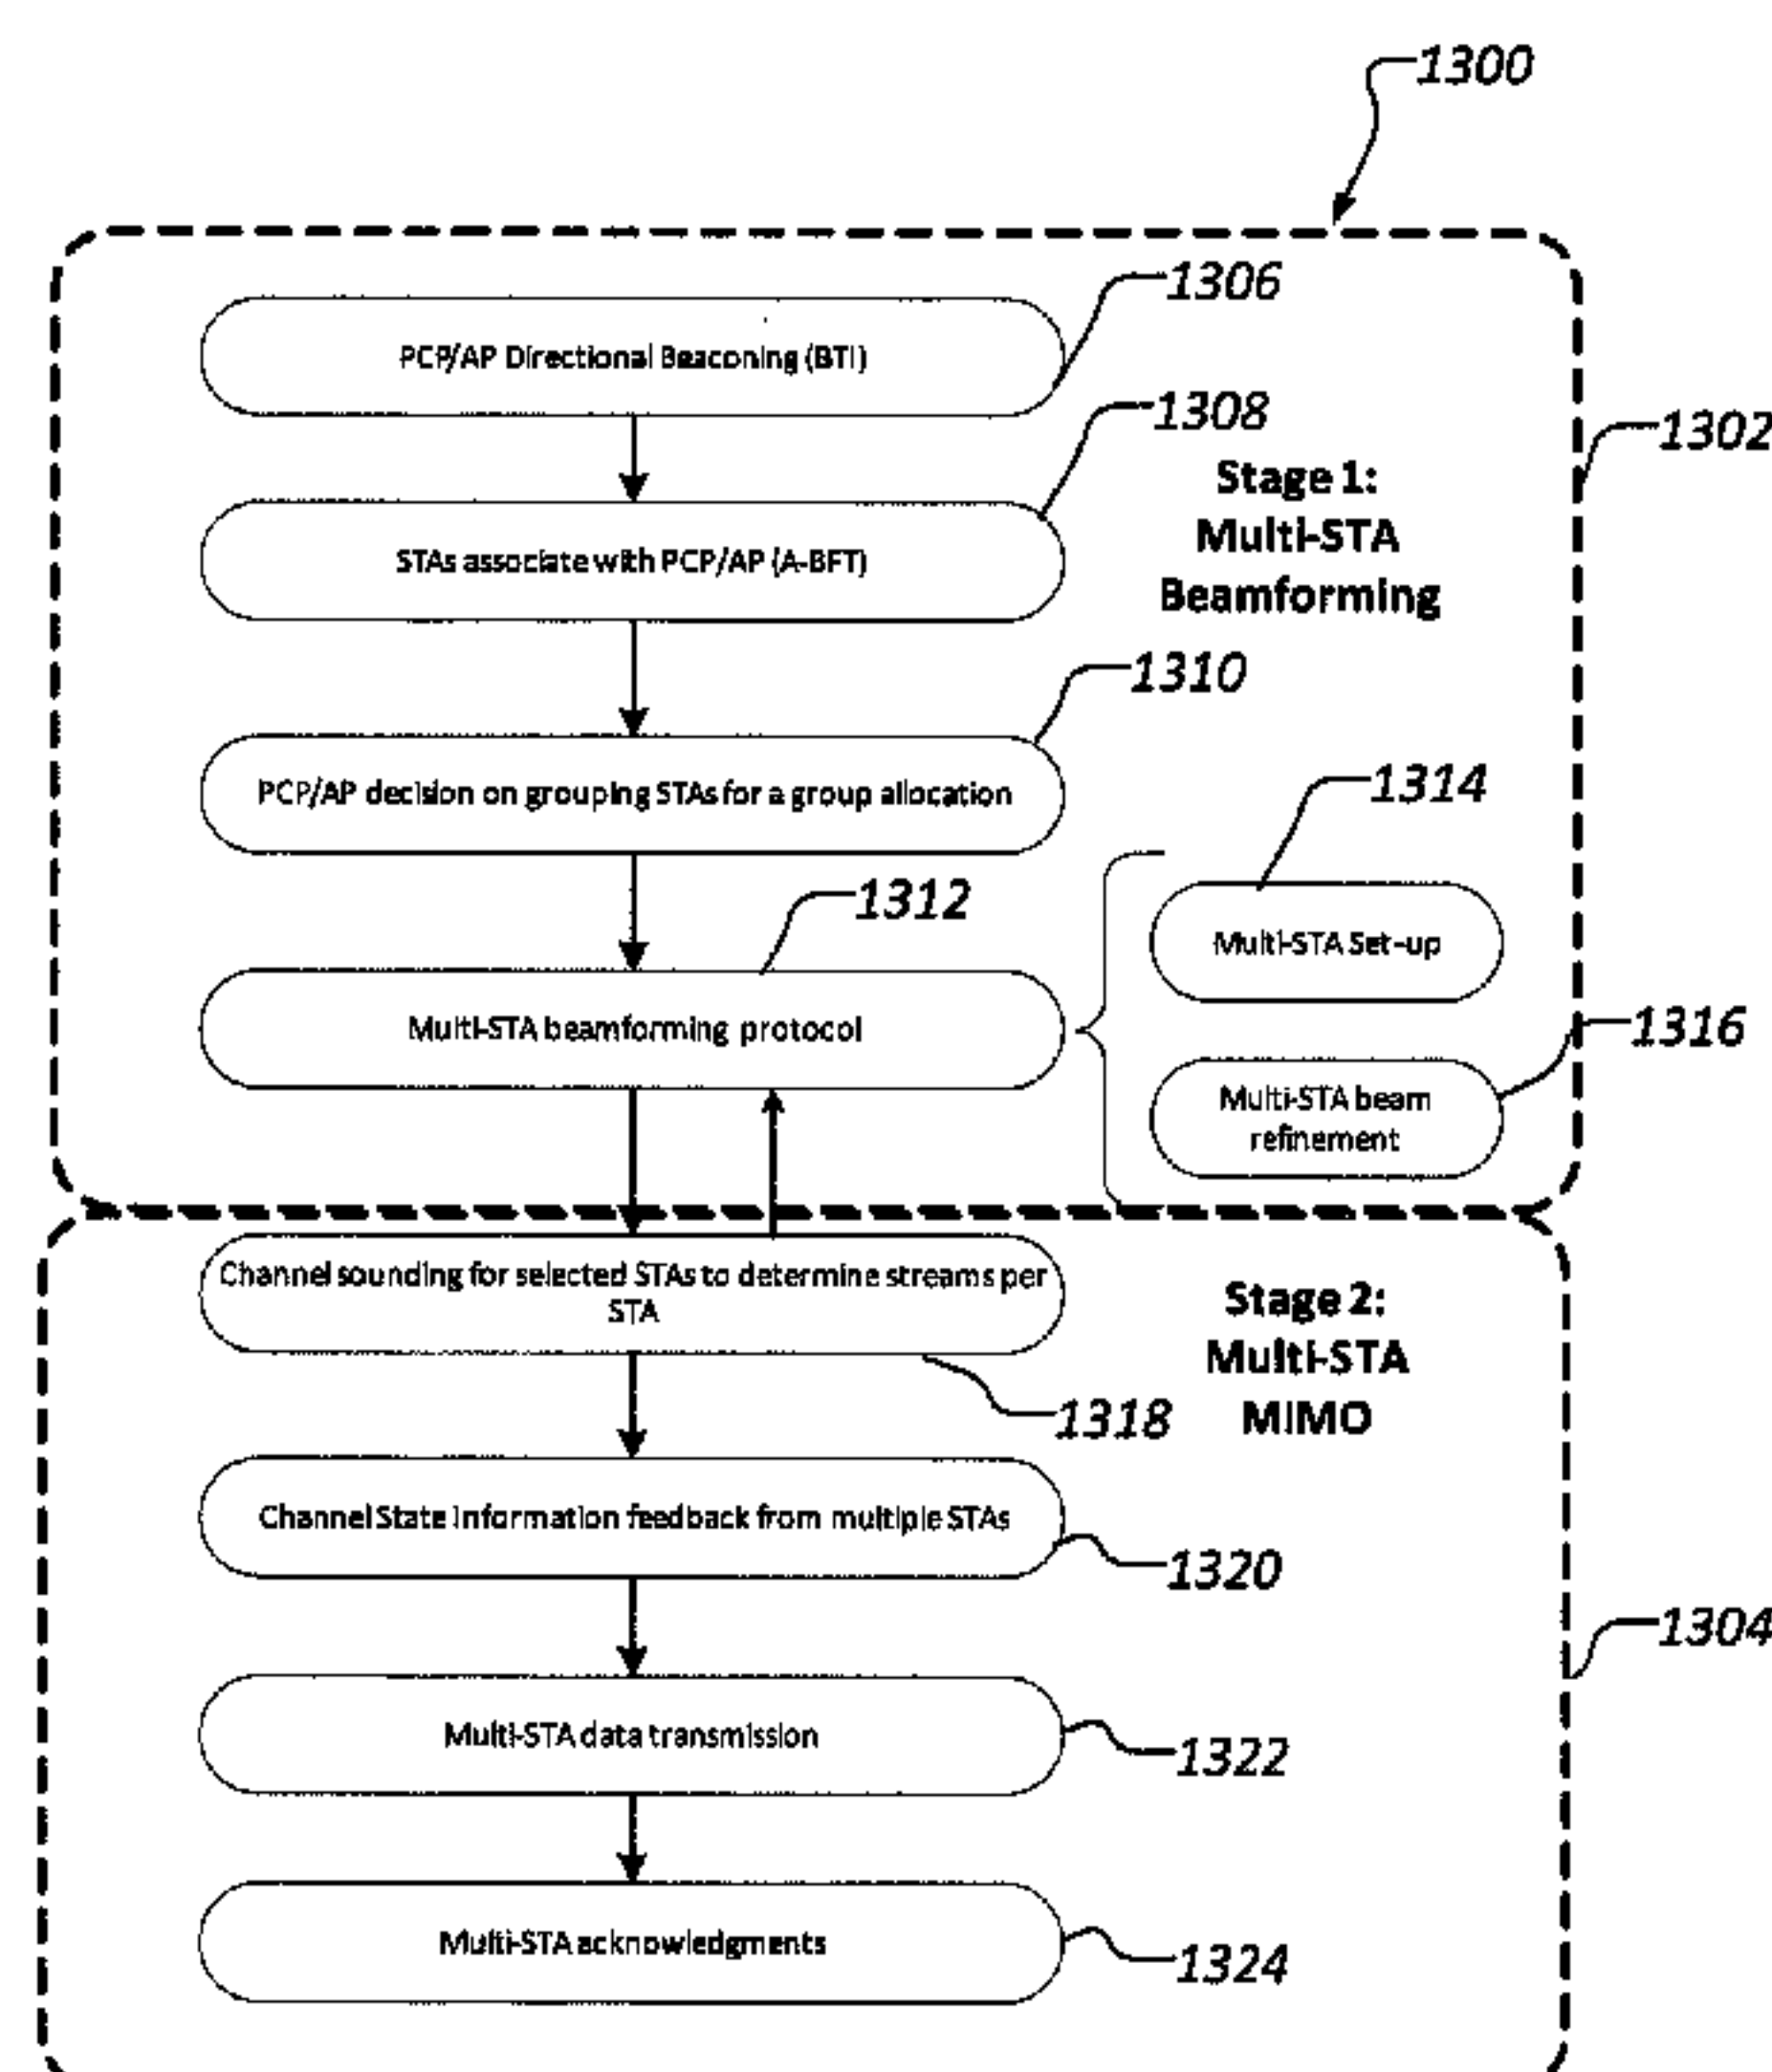 1300
1306
PCP/AP Directional Beaconing (BTI)
1308
1302
Stage 1:
Multi-STA
Beamforming
STAs associate with PCP/AP (A-BFT)
1310
PCP/AP decision on grouping STAs for a group allocation
1314
1312
Multi-STA Set-up
Multi-STA beamforming protocol
1316
Multi-STA beam
refinement
Channel sounding for selected STAs to determine streams per
STA
Stage 2:
Multi-STA
MIMO
1318
Channel State Information feedback from multiple STAs
1320
1304
Multi-STA data transmission
1322
Multi-STA acknowledgments
1324